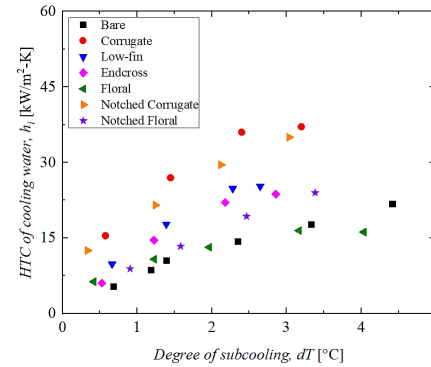 60
45
30
15
0
HTC of cooling water, hᵢ [kW/m²-K]
Bare
Corrugate
Low-fin
Endcross
Floral
Notched Corrugate
Notched Floral
0 1 2 3 4 5
Degree of subcooling, dT [°C]